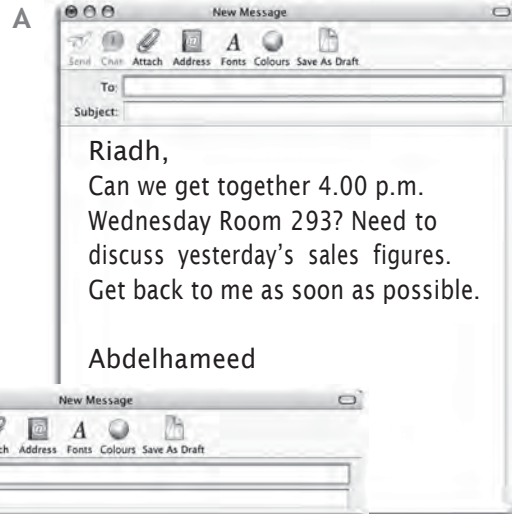 A
New Message
Send Chat Attach Address Fonts Colours Save As Draft
To:
Subject:
Riadh,
Can we get together 4.00 p.m.
Wednesday Room 293? Need to
discuss yesterday's sales figures.
Get back to me as soon as possible.
Abdelhameed
New Message
Address Fonts Colours Save As Draft